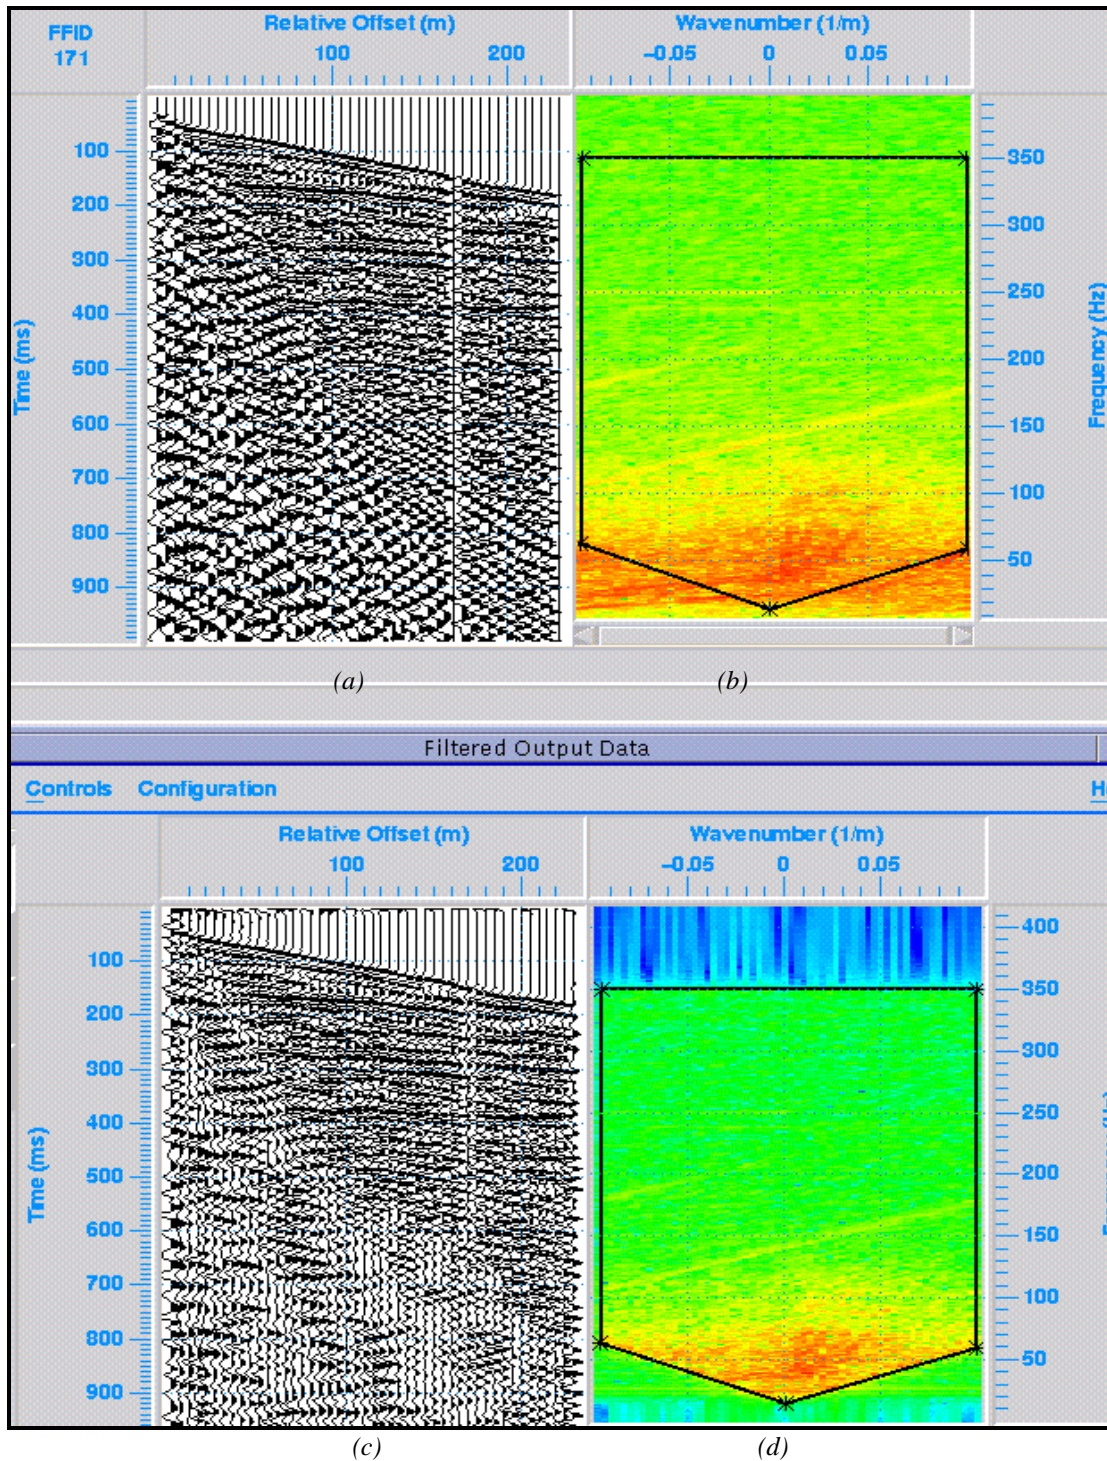 FFID
171
Relative Offset (m)
100 200
Wavenumber (1/m)
-0.05 0 0.05
Time (ms)
100
200
300
400
500
600
700
800
900
350
300
250
200
150
100
50
Frequency (Hz)
(a) (b)
Filtered Output Data
Controls Configuration
Relative Offset (m)
100 200
Wavenumber (1/m)
-0.05 0 0.05
Time (ms)
100
200
300
400
500
600
700
800
900
400
350
300
250
200
150
100
50
(c) (d)